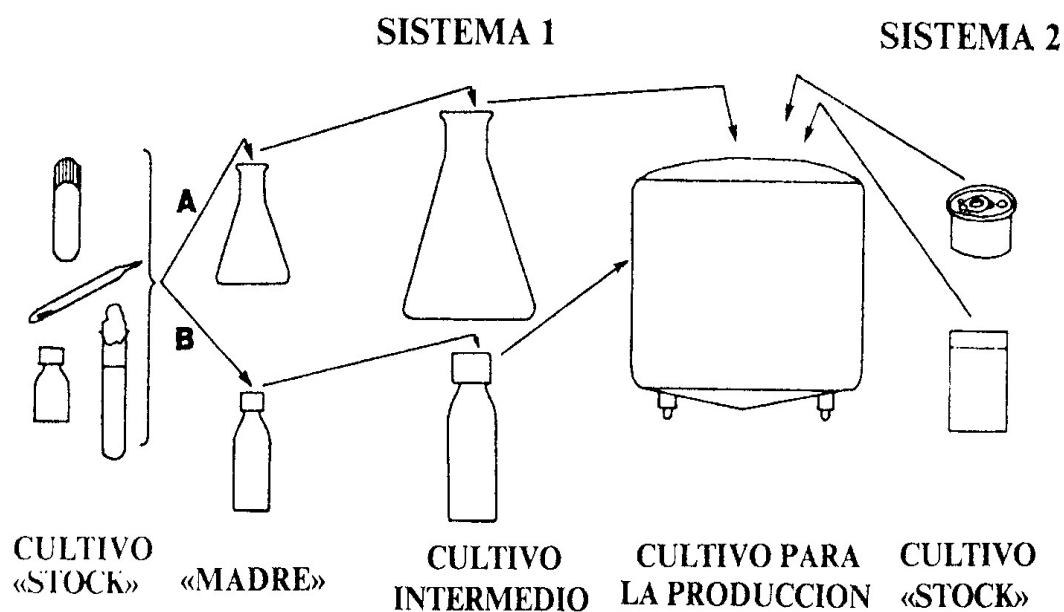 SISTEMA 1
SISTEMA 2
A
B
CULTIVO
«STOCK»
«MADRE»
CULTIVO
INTERMEDIO
CULTIVO PARA
LA PRODUCCION
CULTIVO
«STOCK»